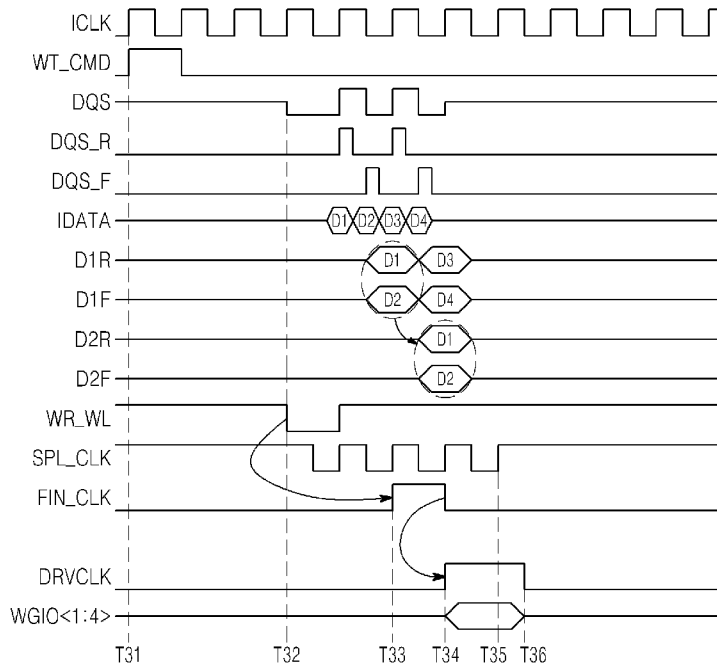 ICLK
WT_CMD
DQS
DQS_R
DQS_F
IDATA D1 D2 D3 D4
D1R D1 D3
D1F D2 D4
D2R D1
D2F D2
WR_WL
SPL_CLK
FIN_CLK
DRVCLK
WGIO<1:4>
T31 T32 T33 T34 T35 T36